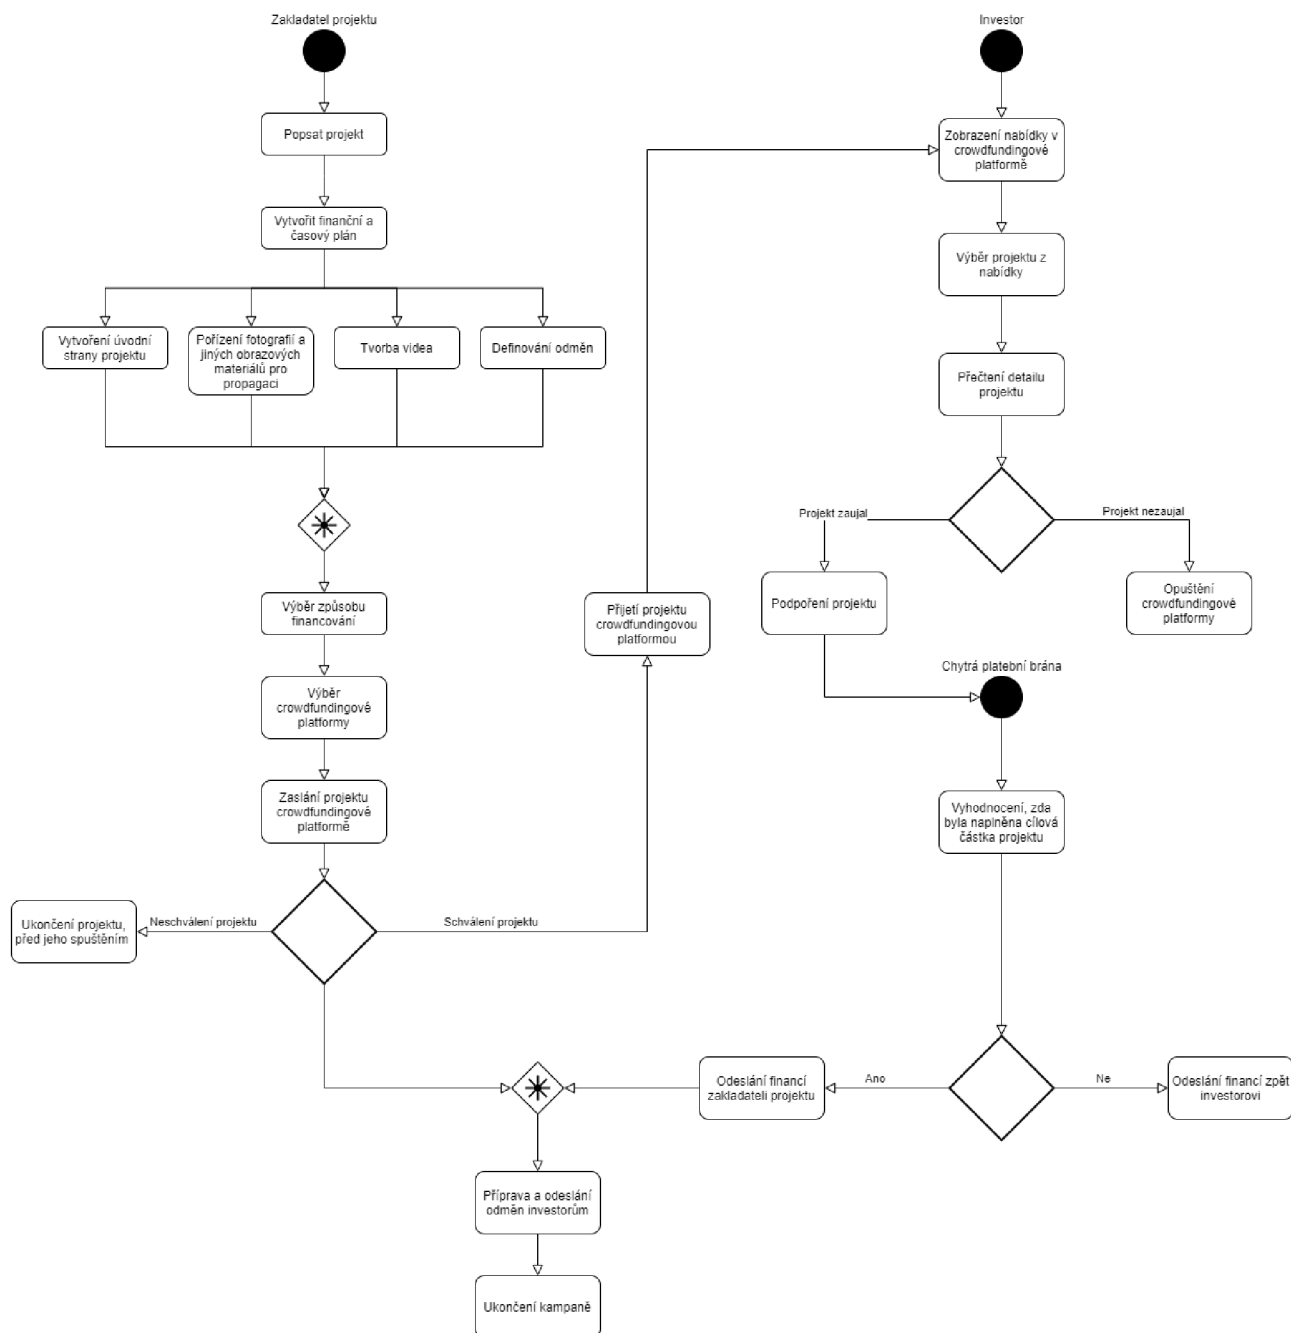 Zakladatel projektu
Popsat projekt
Vytvořit finanční a
časový plán
Vytvoření úvodní
strany projektu
Pořízení fotografií a
jiných obrazových
materiálů pro
propagaci
Tvorba videa
Definování odměn
Výběr způsobu
financování
Výběr
crowdfundingové
platformy
Zaslání projektu
crowdfundingové
platformě
Neschválení projektu
Schválení projektu
Ukončení projektu,
před jeho spuštěním
Přijetí projektu
crowdfundingovou
platformou
Investor
Zobrazení nabídky v
crowdfundingové
platformě
Výběr projektu z
nabídky
Přečtení detailu
projektu
Projekt zaujal
Projekt nezaujal
Podpoření projektu
Opuštění
crowdfundingové
platformy
Chytrá platební brána
Vyhodnocení, zda
byla naplněna cílová
částka projektu
Ano
Ne
Odeslání financí
zakladateli projektu
Odeslání financí zpět
investorovi
Příprava a odeslání
odměn investorům
Ukončení kampaně